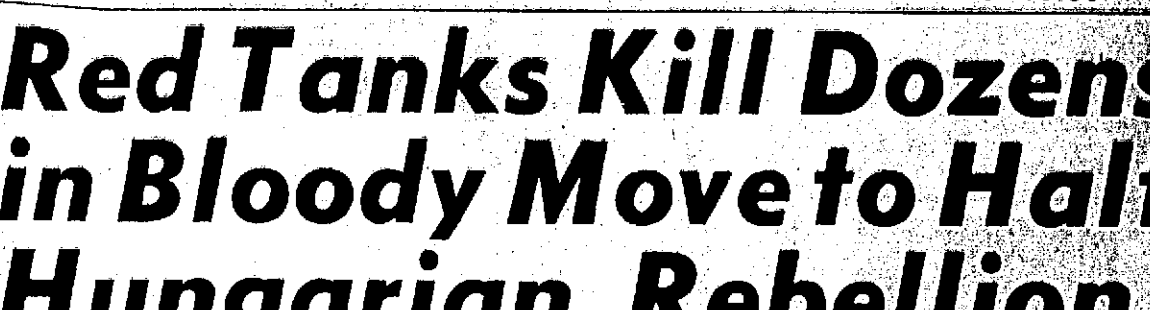 Red Tanks Kill Dozens
in Bloody Move to Halt
Hungarian Rebellion